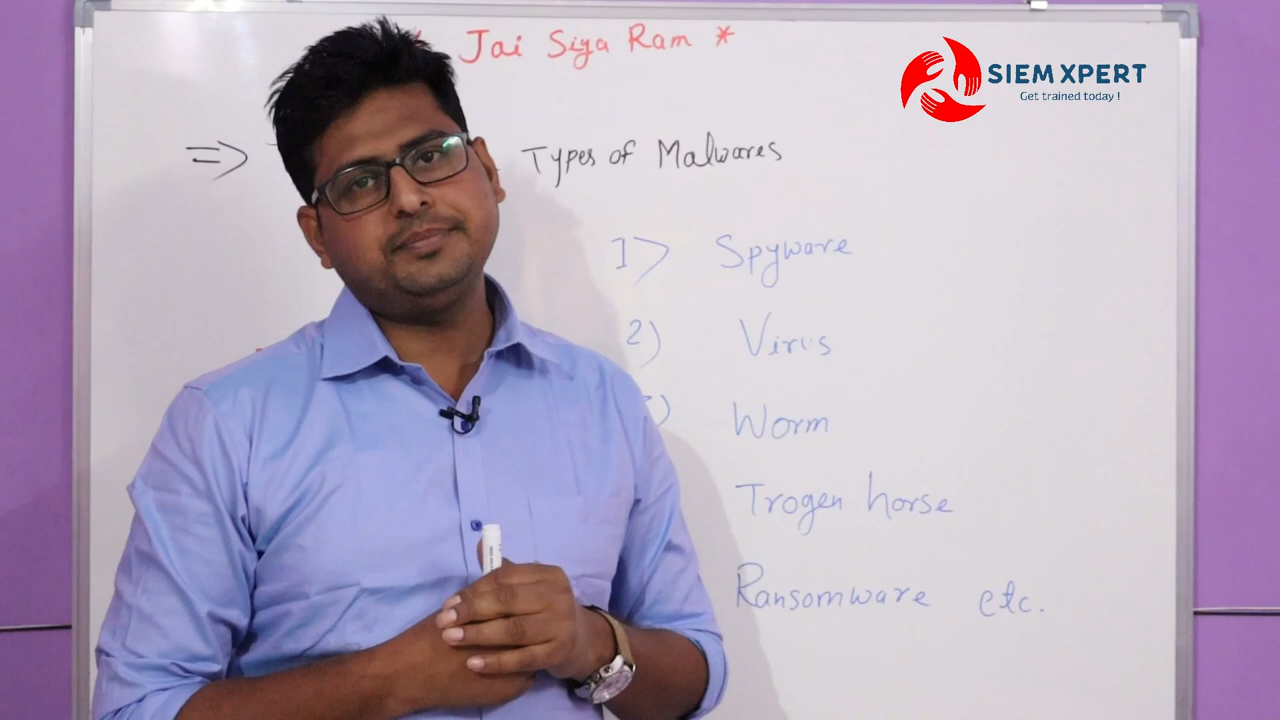 * Jai Siya Ram *
SIEM XPERT
Get trained today !
=> Types of Malwares
1> Spyware
2) Virus
3) Worm
Trogen horse
Ransomware etc.